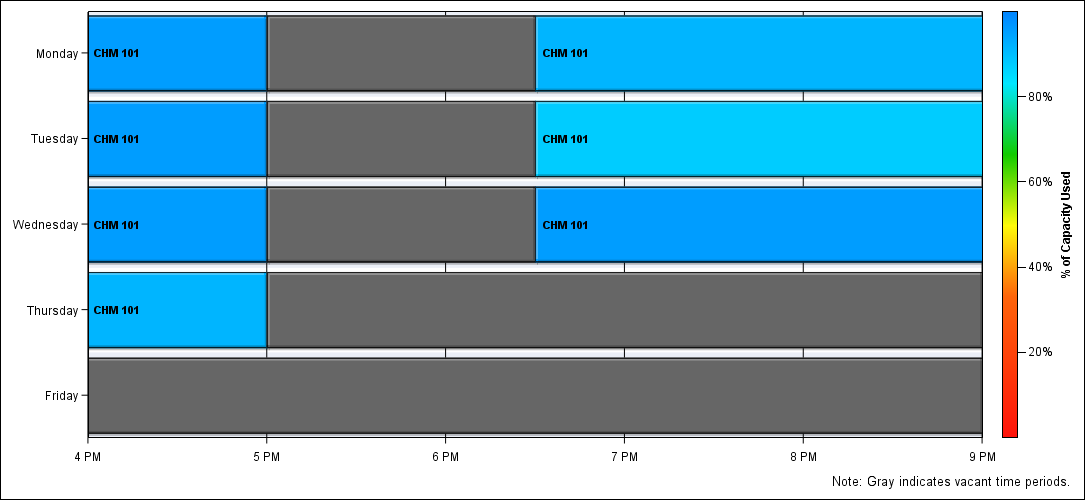 Monday
CHM 101
CHM 101
Tuesday
CHM 101
CHM 101
Wednesday
CHM 101
CHM 101
Thursday
CHM 101
Friday
4 PM
5 PM
6 PM
7 PM
8 PM
9 PM
80%
60%
40%
20%
% of Capacity Used
Note: Gray indicates vacant time periods.